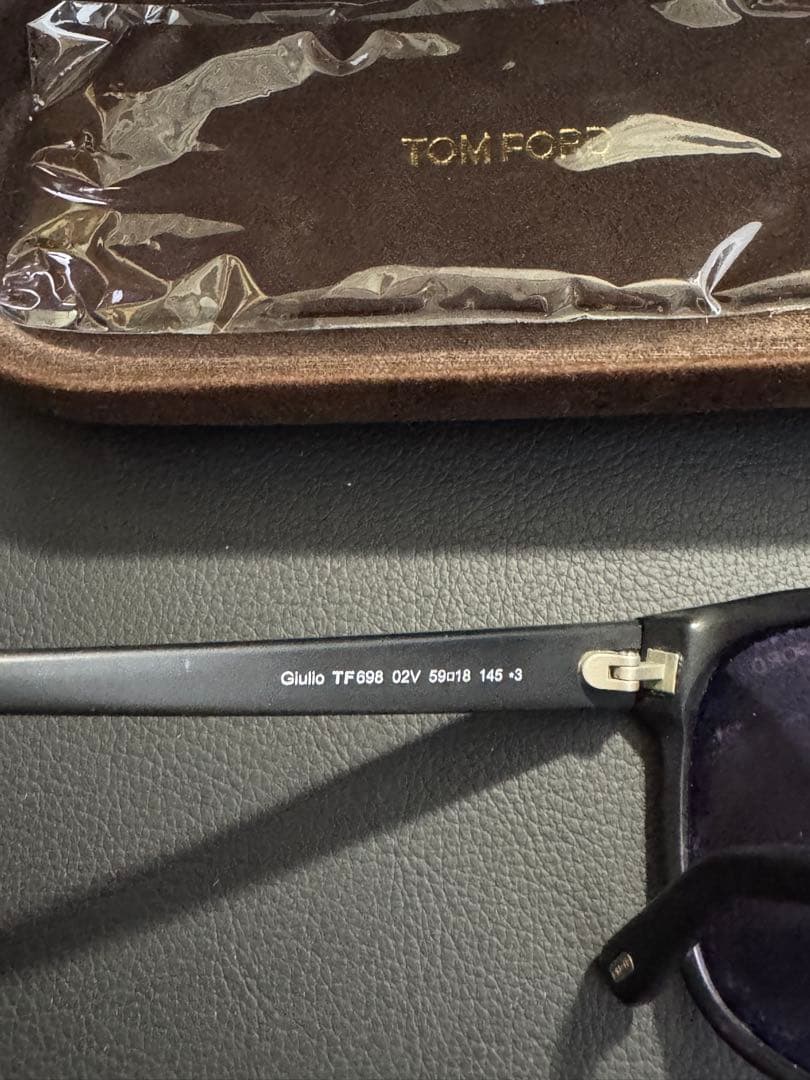 TOM FORD
Giulio TF698 02V 59□18 145 *3